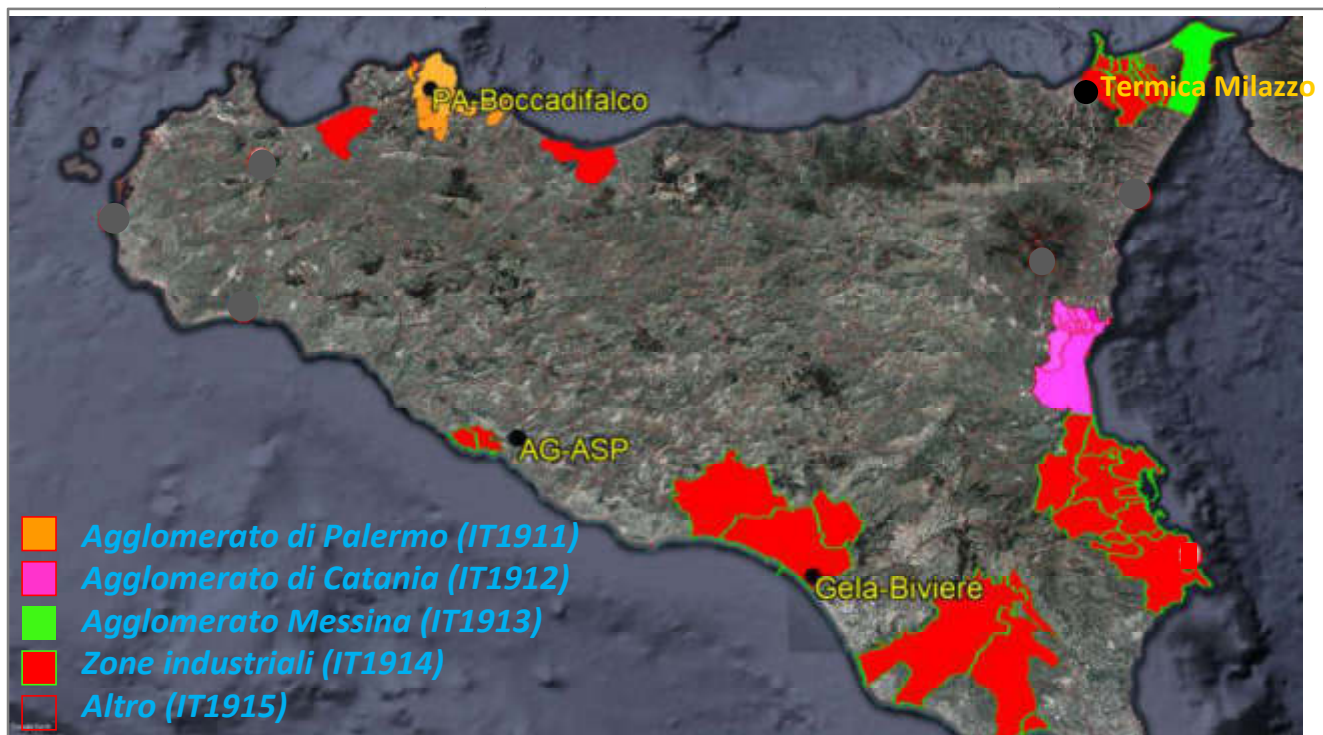 Termica Milazzo
PA-Boccadifalco
AG-ASP
Gela-Biviere
Agglomerato di Palermo (IT1911)
Agglomerato di Catania (IT1912)
Agglomerato Messina (IT1913)
Zone industriali (IT1914)
Altro (IT1915)